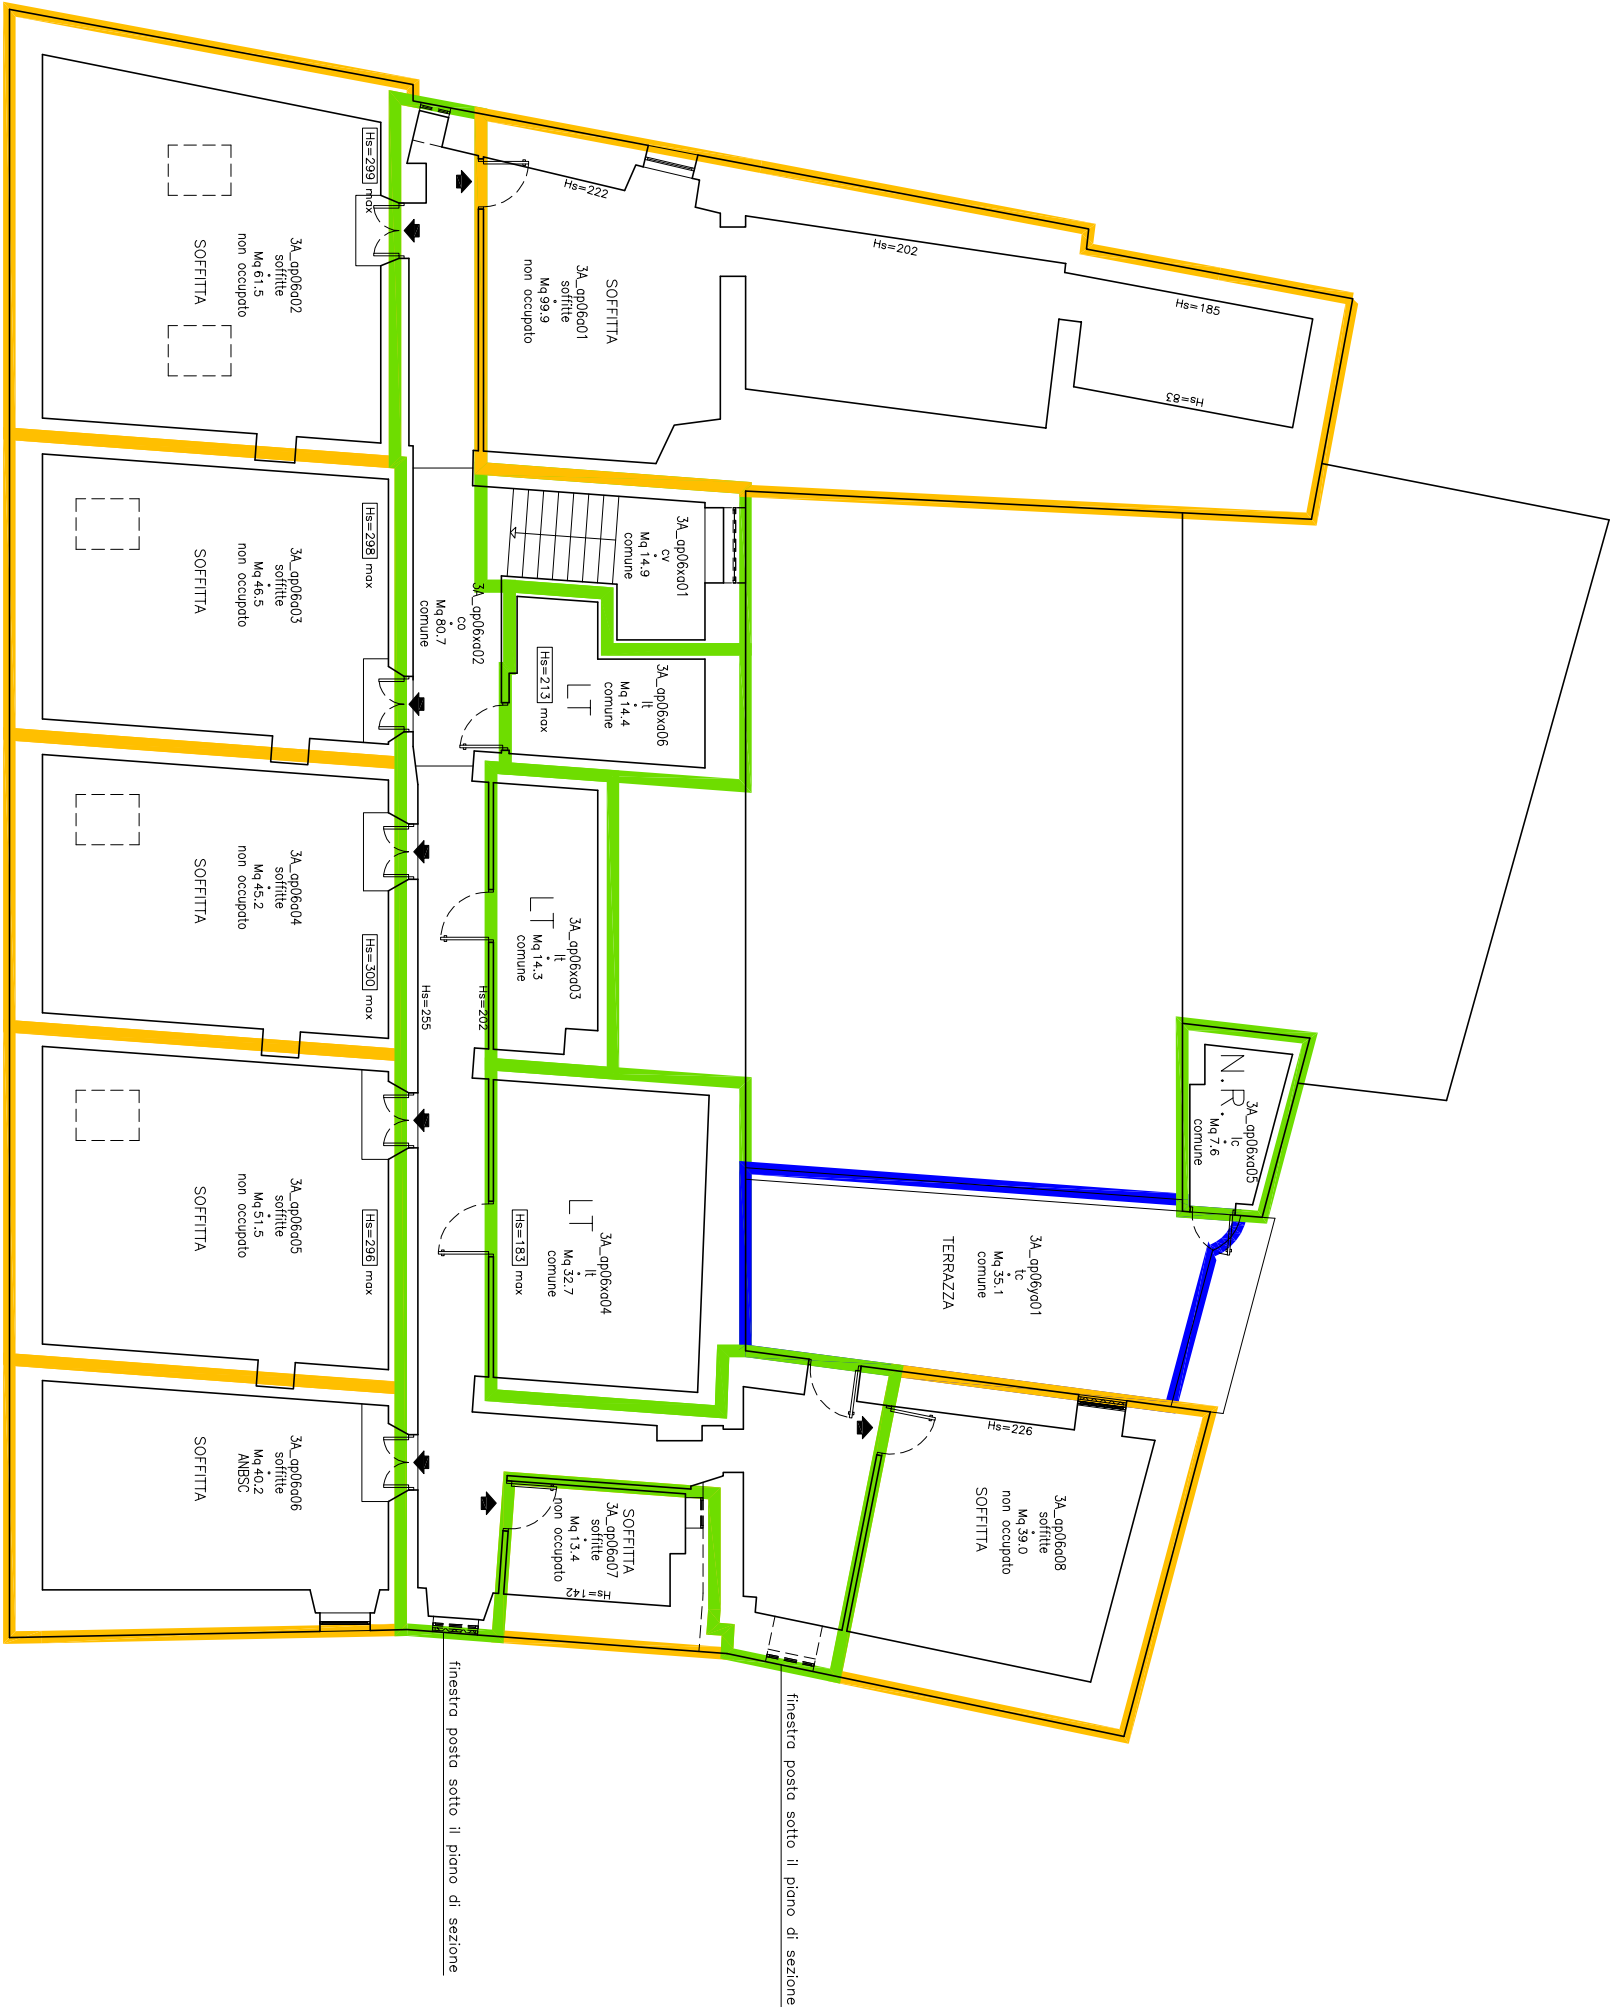 Hs=299 max
3A_ap06a02
soffitte
Mq 61.5
non occupato
SOFFITTA
Hs=222
Hs=202
Hs=185
Hs=83
SOFFITTA
3A_ap06a01
soffitte
Mq 99.9
non occupato
3A_ap06xa01
cv
Mq 14.9
comune
3A_ap06xa02
co
Mq 80.7
comune
Hs=298 max
3A_ap06a03
soffitte
Mq 46.5
non occupato
SOFFITTA
3A_ap06xa06
lt
Mq 14.4
comune
LT
Hs=213 max
3A_ap06a04
soffitte
Mq 45.2
non occupato
SOFFITTA
Hs=300 max
Hs=255
Hs=202
3A_ap06xa03
lt
Mq 14.3
comune
LT
3A_ap06xa05
lc
Mq 7.6
comune
N.R.
3A_ap06a05
soffitte
Mq 51.5
non occupato
SOFFITTA
Hs=296 max
3A_ap06xa04
lt
Mq 32.7
comune
LT
Hs=183 max
3A_ap06ya01
tc
Mq 35.1
comune
TERRAZZA
3A_ap06a06
soffitte
Mq 40.2
ANBSC
SOFFITTA
SOFFITTA
3A_ap06a07
soffitte
Mq 13.4
non occupato
Hs=142
Hs=226
3A_ap06a08
soffitte
Mq 39.0
non occupato
SOFFITTA
finestra posta sotto il piano di sezione
finestra posta sotto il piano di sezione